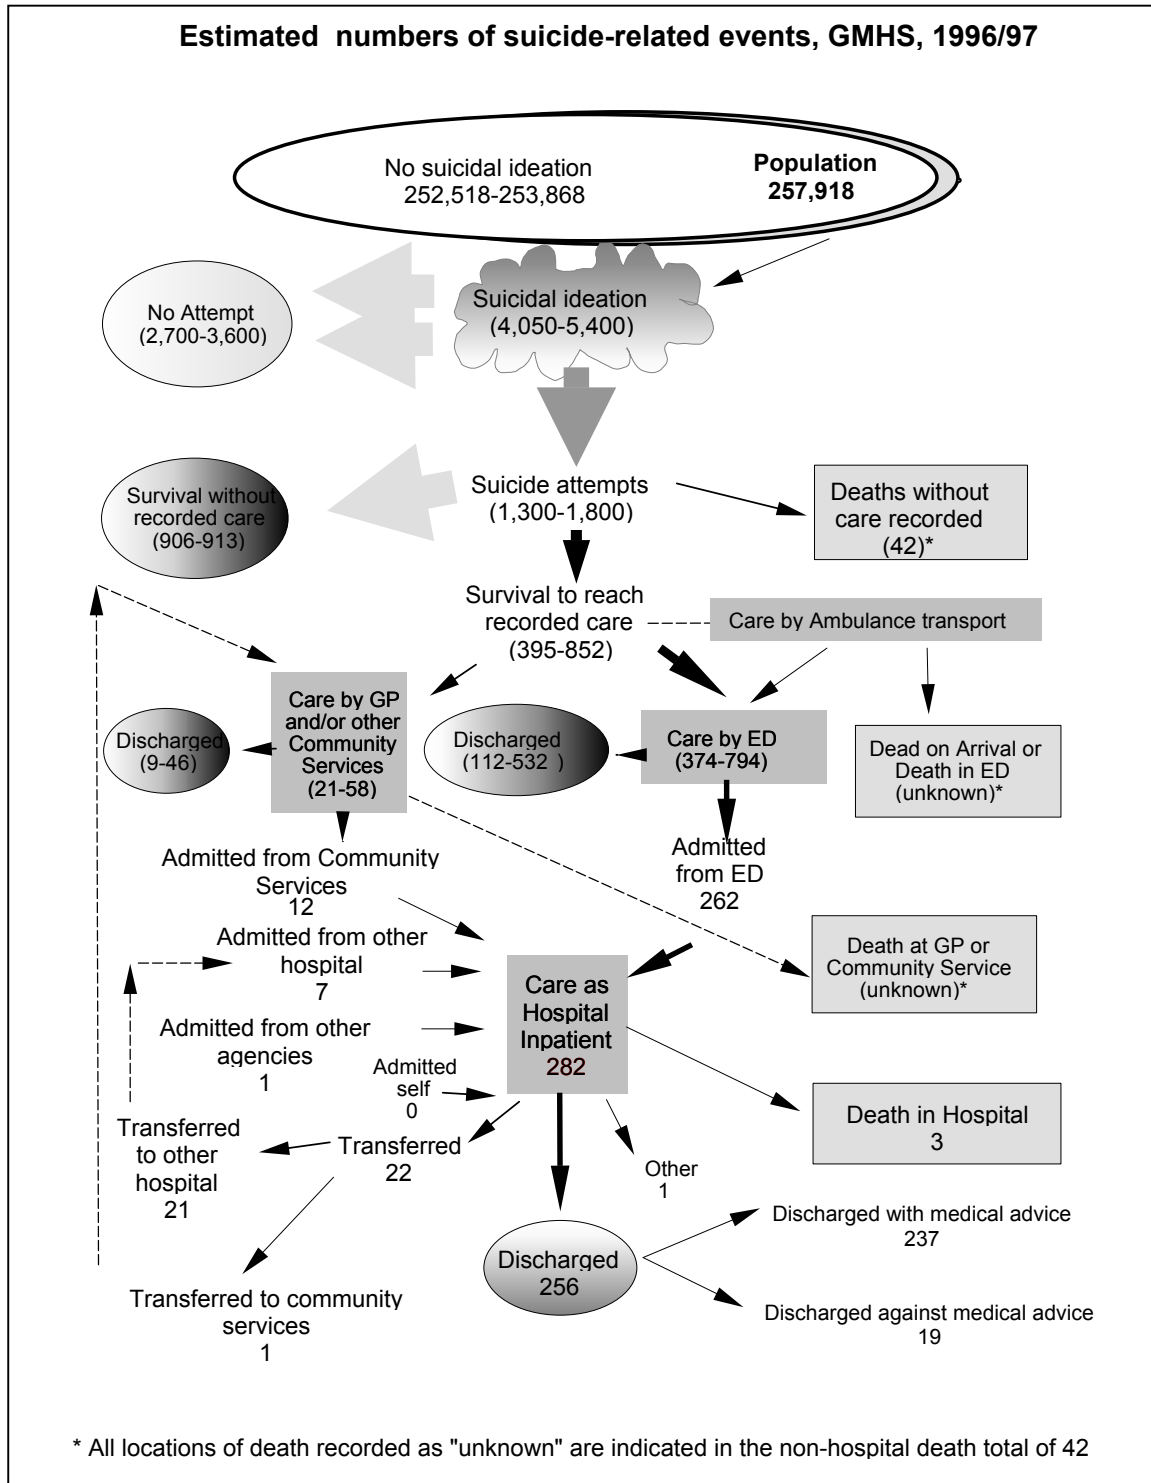 Estimated numbers of suicide-related events, GMHS, 1996/97
No suicidal ideation
252,518-253,868
Population
257,918
Suicidal ideation
(4,050-5,400)
No Attempt
(2,700-3,600)
Suicide attempts
(1,300-1,800)
Survival without
recorded care
(906-913)
Deaths without
care recorded
(42)*
Survival to reach
recorded care
(395-852)
Care by Ambulance transport
Care by GP
and/or other
Community
Services
(21-58)
Discharged
(9-46)
Discharged
(112-532 )
Care by ED
(374-794)
Dead on Arrival or
Death in ED
(unknown)*
Admitted from Community
Services
12
Admitted
from ED
262
Admitted from other
hospital
7
Death at GP or
Community Service
(unknown)*
Care as
Hospital
Inpatient
282
Admitted from other
agencies
1
Admitted
self
0
Death in Hospital
3
Transferred
to other
hospital
21
Transferred
22
Other
1
Discharged
256
Discharged with medical advice
237
Transferred to community
services
1
Discharged against medical advice
19
* All locations of death recorded as "unknown" are indicated in the non-hospital death total of 42